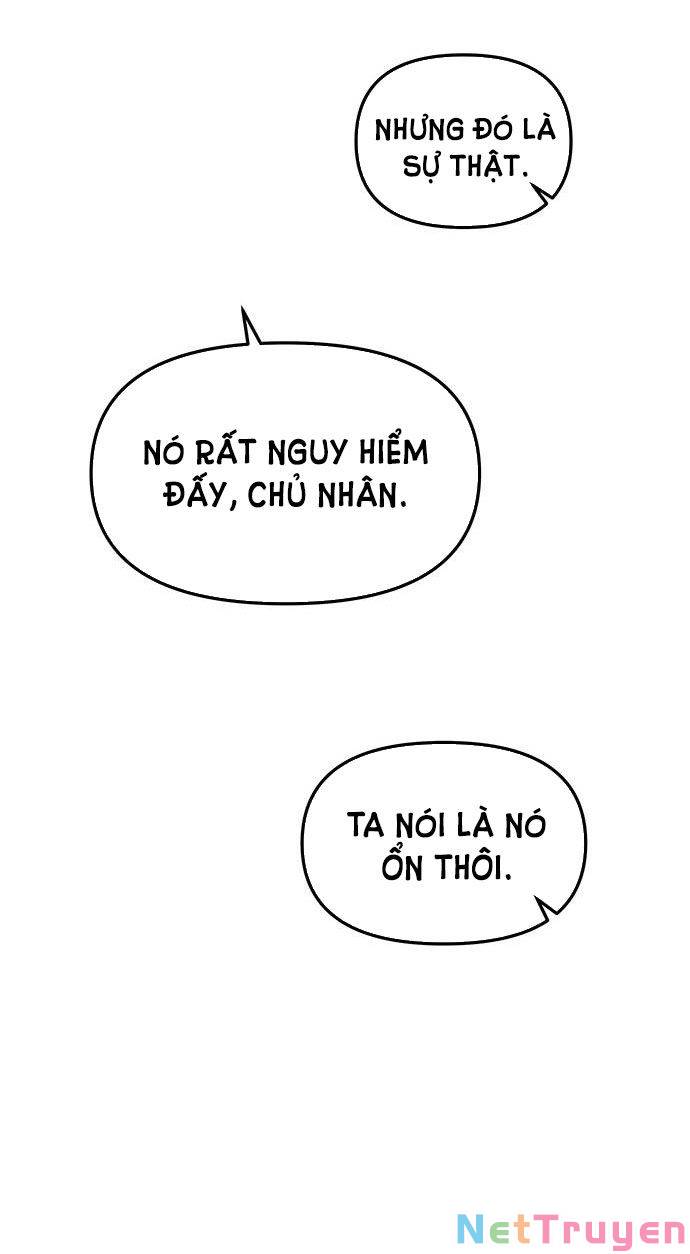 NHƯNG ĐÓ LÀ
SỰ THẬT.
NÓ RẤT NGUY HIỂM
ĐẤY, CHỦ NHÂN.
TA NÓI LÀ NÓ
ỔN THÔI.
NetTruyen